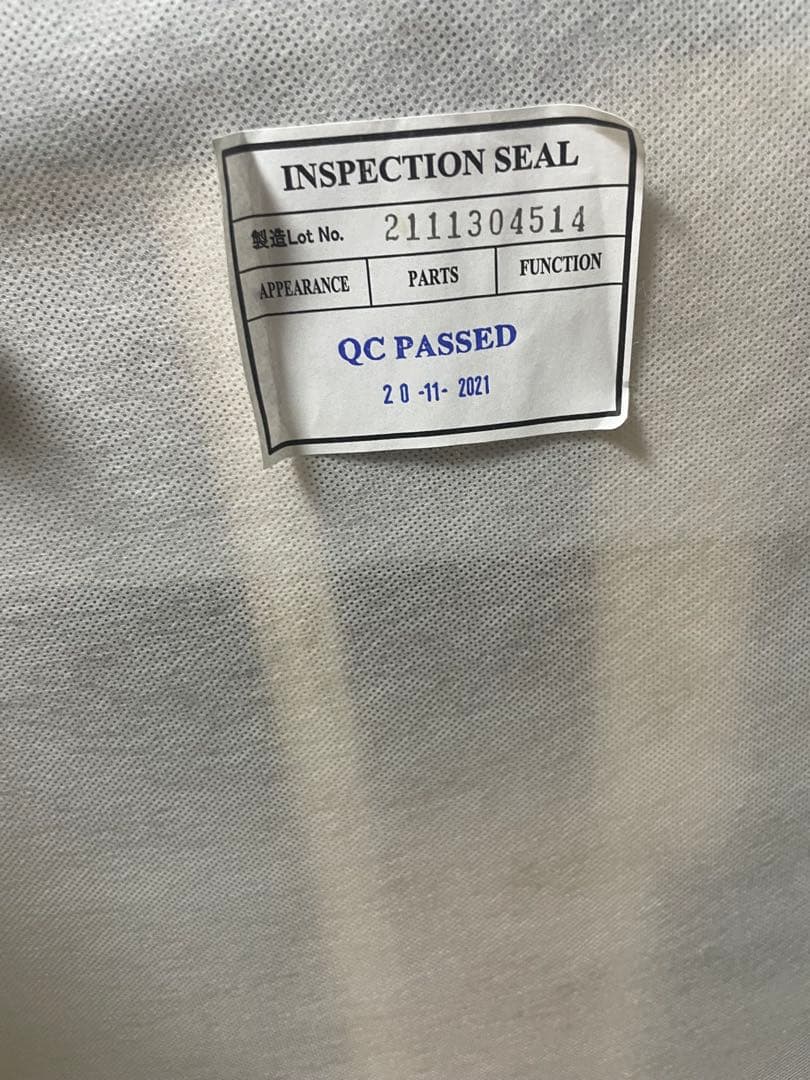 INSPECTION SEAL
製造Lot No. 2111304514
APPEARANCE PARTS FUNCTION
QC PASSED
20-11-2021